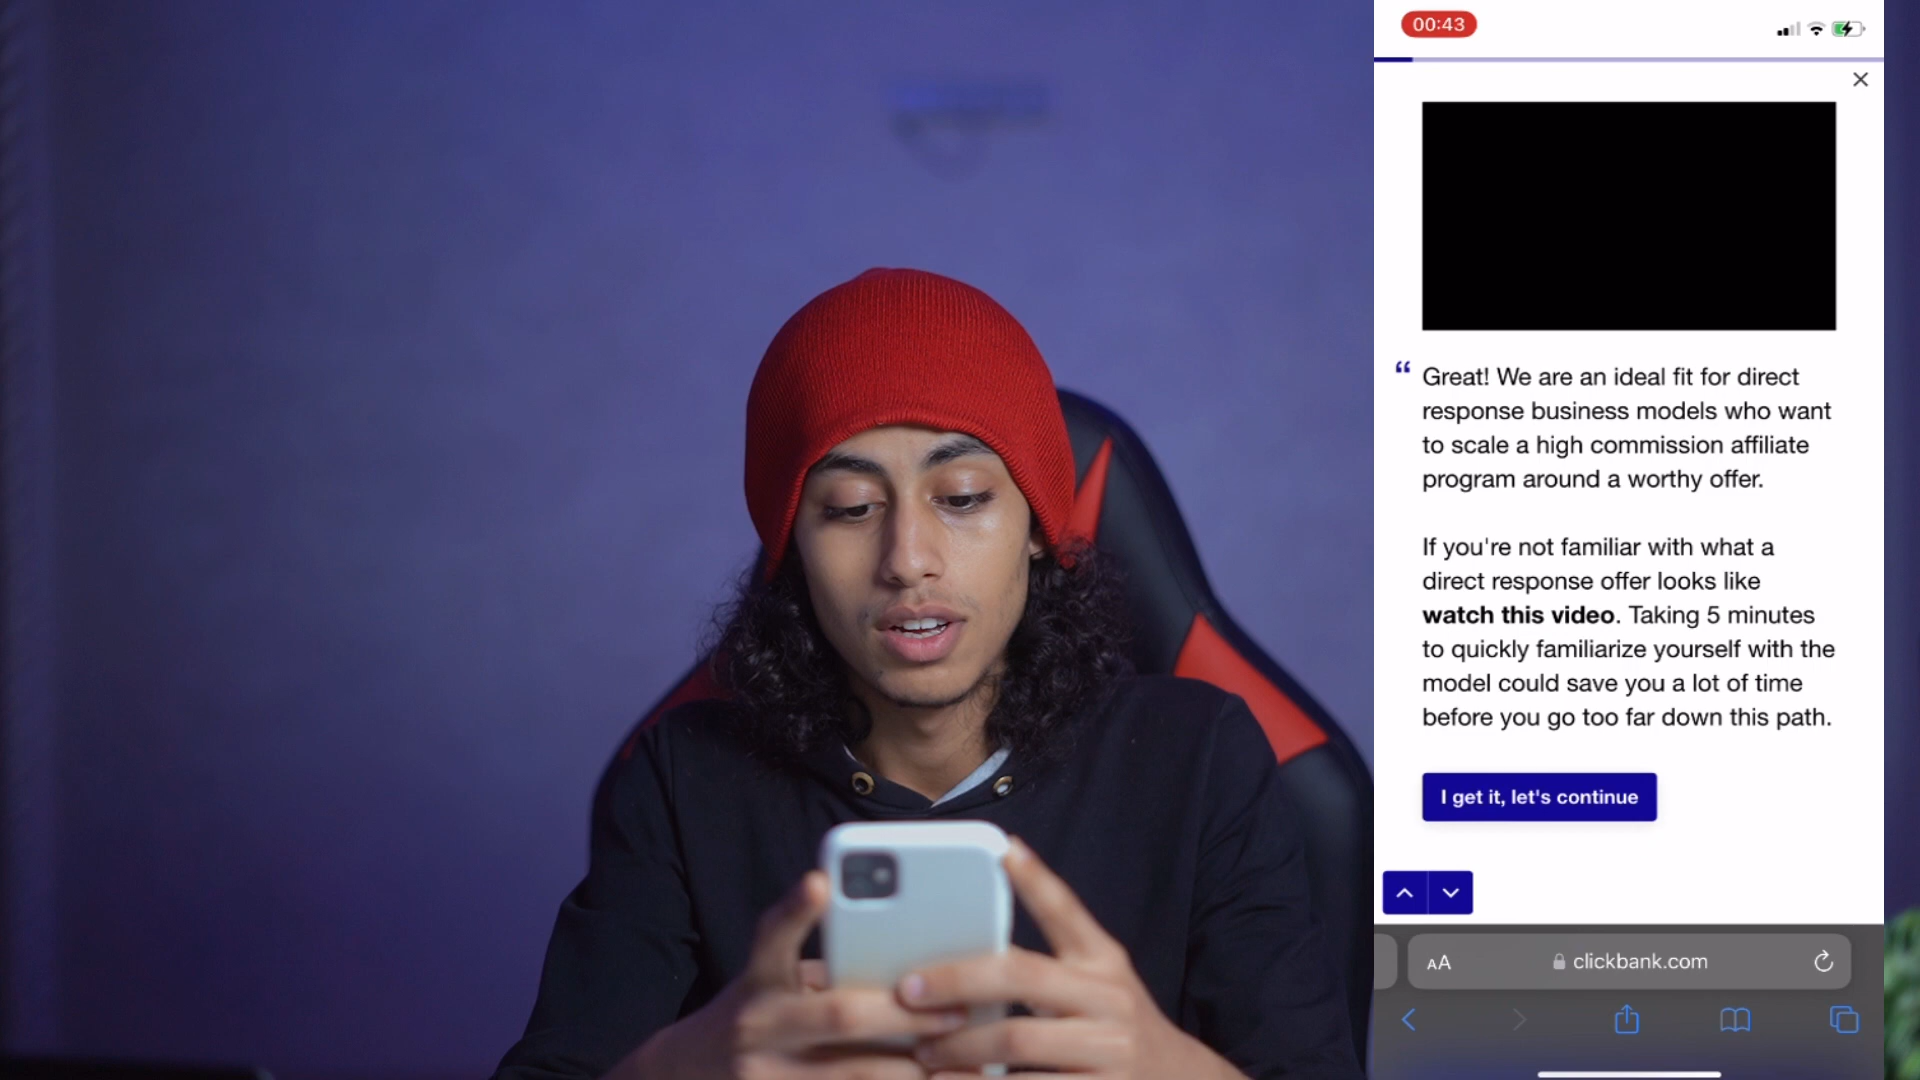 00:43
“ Great! We are an ideal fit for direct
response business models who want
to scale a high commission affiliate
program around a worthy offer.
If you're not familiar with what a
direct response offer looks like
watch this video. Taking 5 minutes
to quickly familiarize yourself with the
model could save you a lot of time
before you go too far down this path.
I get it, let's continue
AA
clickbank.com